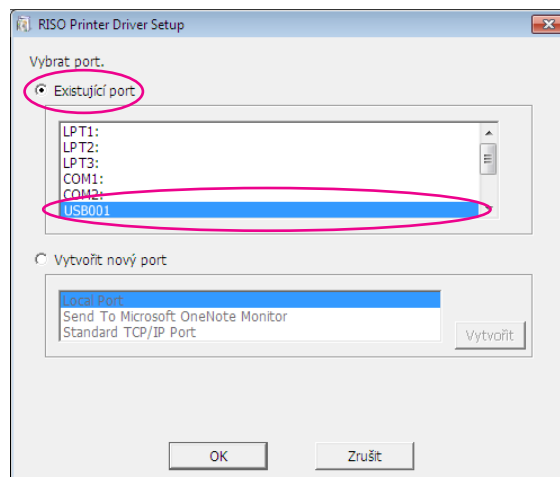 RISO Printer Driver Setup
Vybrat port.
Existující port
LPT1:
LPT2:
LPT3:
COM1:
COM2:
USB001
Vytvořit nový port
Local Port
Send To Microsoft OneNote Monitor
Standard TCP/IP Port
Vytvořit
OK
Zrušit